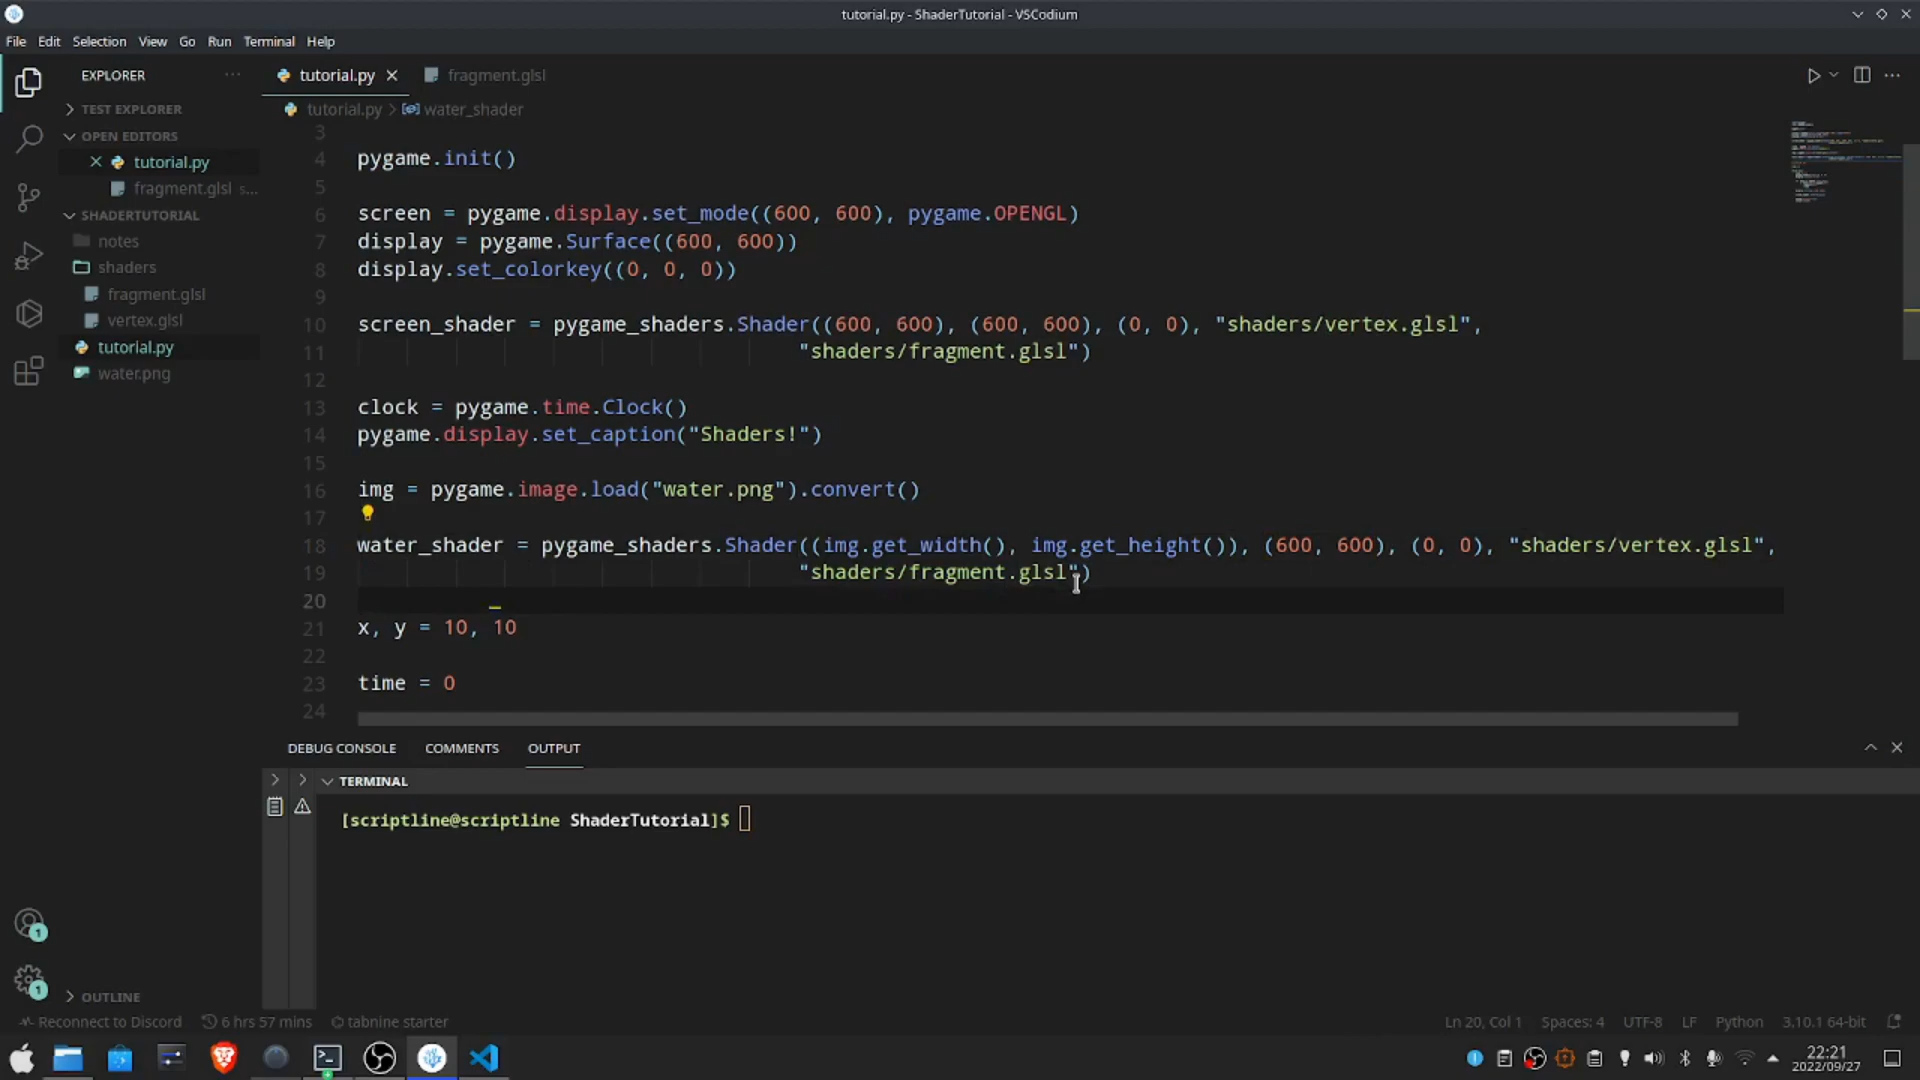 tutorial.py - ShaderTutorial - VSCodium
File Edit Selection View Go Run Terminal Help
EXPLORER
TEST EXPLORER
OPEN EDITORS
tutorial.py
fragment.glsl s...
SHADERTUTORIAL
notes
shaders
fragment.glsl
vertex.glsl
tutorial.py
water.png
OUTLINE
tutorial.py fragment.glsl
tutorial.py > water_shader
3
4 pygame.init()
5
6 screen = pygame.display.set_mode((600, 600), pygame.OPENGL)
7 display = pygame.Surface((600, 600))
8 display.set_colorkey((0, 0, 0))
9
10 screen_shader = pygame_shaders.Shader((600, 600), (600, 600), (0, 0), "shaders/vertex.glsl",
11 "shaders/fragment.glsl")
12
13 clock = pygame.time.Clock()
14 pygame.display.set_caption("Shaders!")
15
16 img = pygame.image.load("water.png").convert()
17
18 water_shader = pygame_shaders.Shader((img.get_width(), img.get_height()), (600, 600), (0, 0), "shaders/vertex.glsl",
19 "shaders/fragment.glsl")
20
21 x, y = 10, 10
22
23 time = 0
24
DEBUG CONSOLE COMMENTS OUTPUT
TERMINAL
[scriptline@scriptline ShaderTutorial]$
1
1
Reconnect to Discord 6 hrs 57 mins tabnine starter Ln 20, Col 1 Spaces: 4 UTF-8 LF Python 3.10.1 64-bit
22:21
2022/09/27